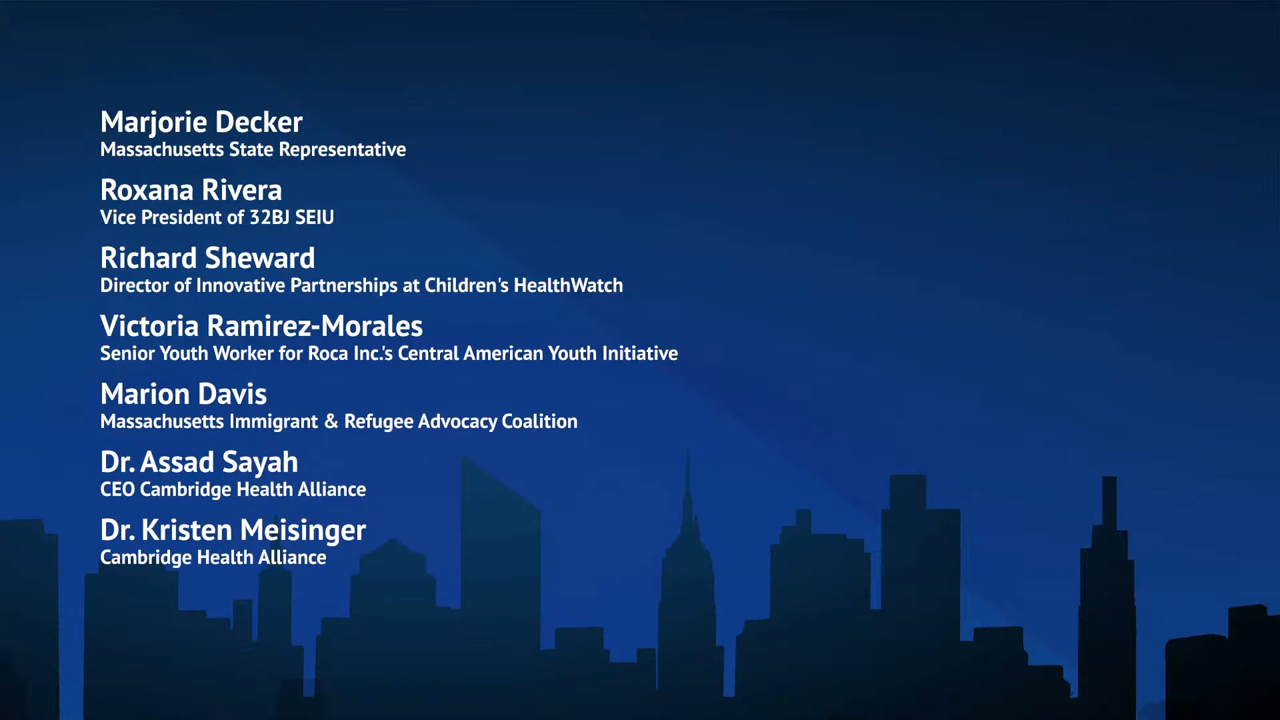 Marjorie Decker
Massachusetts State Representative
Roxana Rivera
Vice President of 32BJ SEIU
Richard Sheward
Director of Innovative Partnerships at Children's HealthWatch
Victoria Ramirez-Morales
Senior Youth Worker for Roca Inc.'s Central American Youth Initiative
Marion Davis
Massachusetts Immigrant & Refugee Advocacy Coalition
Dr. Assad Sayah
CEO Cambridge Health Alliance
Dr. Kristen Meisinger
Cambridge Health Alliance